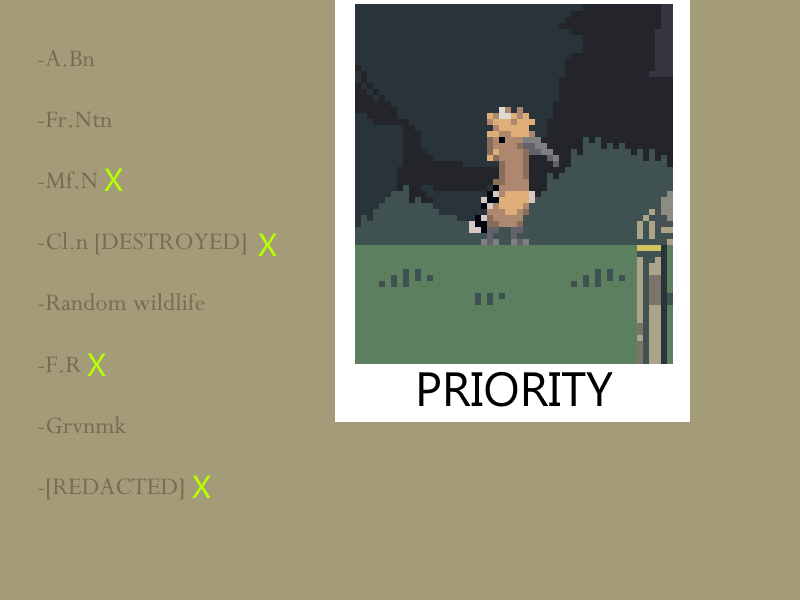 -A.Bn
-Fr.Ntn
-Mf.N X
-Cl.n [DESTROYED] X
-Random wildlife
-F.R X
-Grvnmk
-[REDACTED] X
PRIORITY